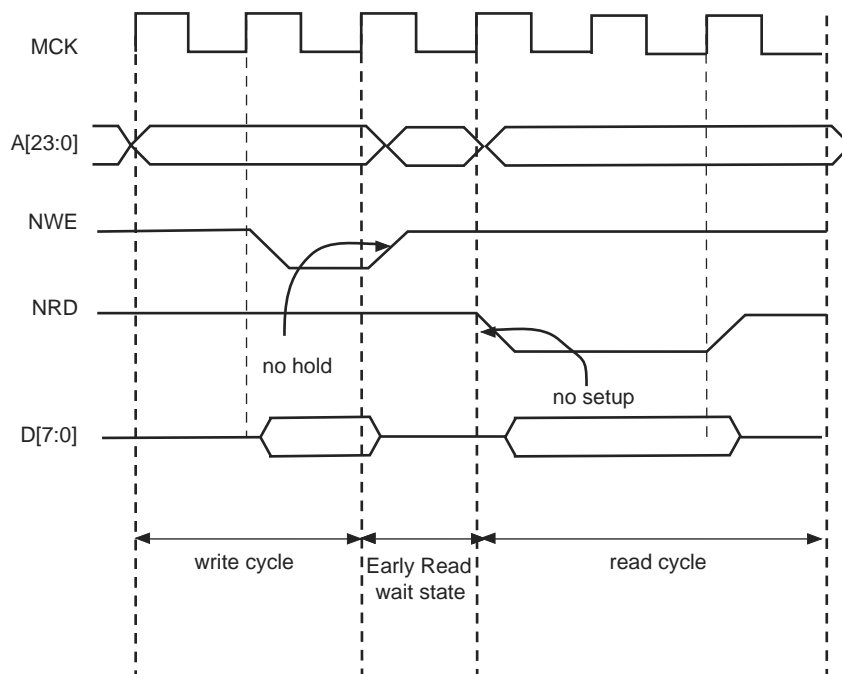 MCK
A[23:0]
NWE
NRD
no hold
no setup
D[7:0]
write cycle
Early Read
wait state
read cycle